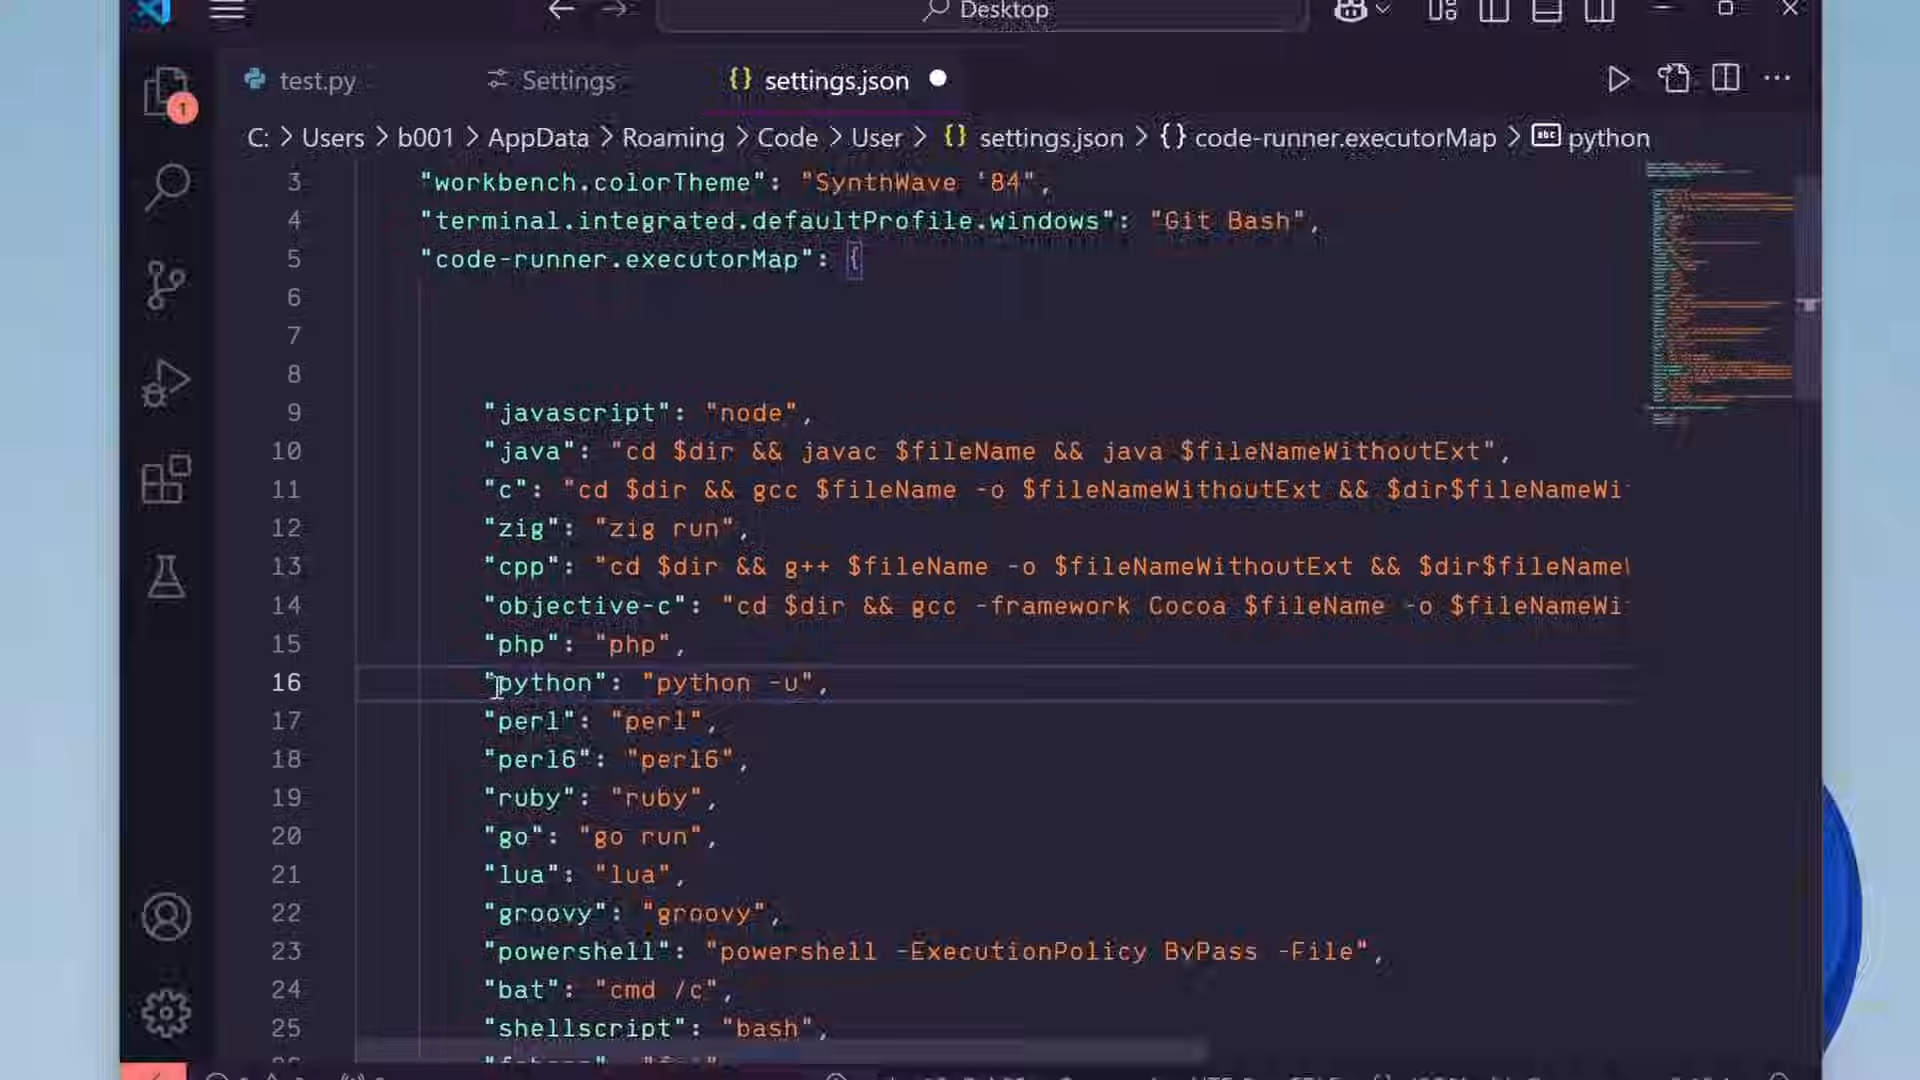 Desktop
test.py Settings {} settings.json
1
C: > Users > b001 > AppData > Roaming > Code > User > {} settings.json > {} code-runner.executorMap > abc python
3 "workbench.colorTheme": "SynthWave '84",
4 "terminal.integrated.defaultProfile.windows": "Git Bash",
5 "code-runner.executorMap": {
6
7
8
9 "javascript": "node",
10 "java": "cd $dir && javac $fileName && java $fileNameWithoutExt",
11 "c": "cd $dir && gcc $fileName -o $fileNameWithoutExt && $dir$fileNameWi
12 "zig": "zig run",
13 "cpp": "cd $dir && g++ $fileName -o $fileNameWithoutExt && $dir$fileName
14 "objective-c": "cd $dir && gcc -framework Cocoa $fileName -o $fileNameWi
15 "php": "php",
16 "python": "python -u",
17 "perl": "perl",
18 "perl6": "perl6",
19 "ruby": "ruby",
20 "go": "go run",
21 "lua": "lua",
22 "groovy": "groovy",
23 "powershell": "powershell -ExecutionPolicy ByPass -File",
24 "bat": "cmd /c",
25 "shellscript": "bash",